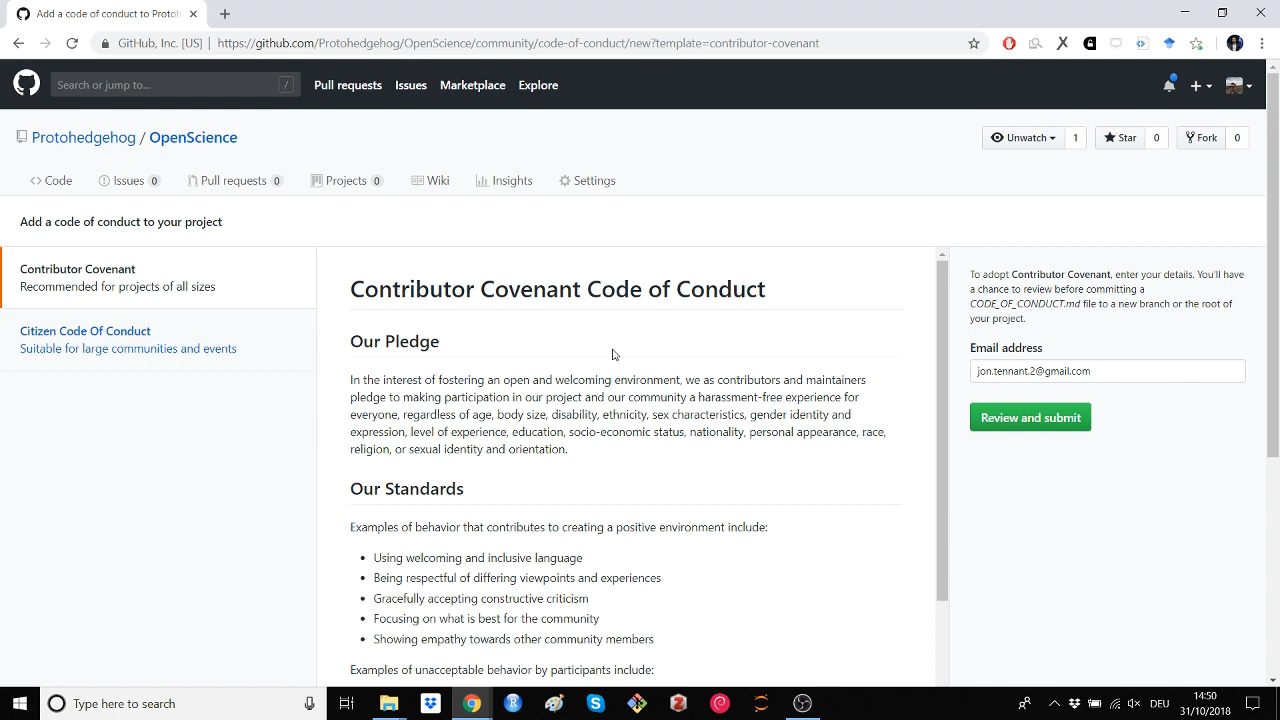 Add a code of conduct to Protoh
GitHub, Inc. [US] | https://github.com/Protohedgehog/OpenScience/community/code-of-conduct/new?template=contributor-covenant
Search or jump to... /
Pull requests Issues Marketplace Explore
Protohedgehog / OpenScience
Unwatch 1 Star 0 Fork 0
Code Issues 0 Pull requests 0 Projects 0 Wiki Insights Settings
Add a code of conduct to your project
Contributor Covenant
Recommended for projects of all sizes
Citizen Code Of Conduct
Suitable for large communities and events
Contributor Covenant Code of Conduct
Our Pledge
In the interest of fostering an open and welcoming environment, we as contributors and maintainers
pledge to making participation in our project and our community a harassment-free experience for
everyone, regardless of age, body size, disability, ethnicity, sex characteristics, gender identity and
expression, level of experience, education, socio-economic status, nationality, personal appearance, race,
religion, or sexual identity and orientation.
Our Standards
Examples of behavior that contributes to creating a positive environment include:
• Using welcoming and inclusive language
• Being respectful of differing viewpoints and experiences
• Gracefully accepting constructive criticism
• Focusing on what is best for the community
• Showing empathy towards other community members
Examples of unacceptable behavior by participants include:
To adopt Contributor Covenant, enter your details. You'll have
a chance to review before committing a
CODE_OF_CONDUCT.md file to a new branch or the root of
your project.
Email address
jon.tennant.2@gmail.com
Review and submit
Type here to search
DEU
14:50
31/10/2018